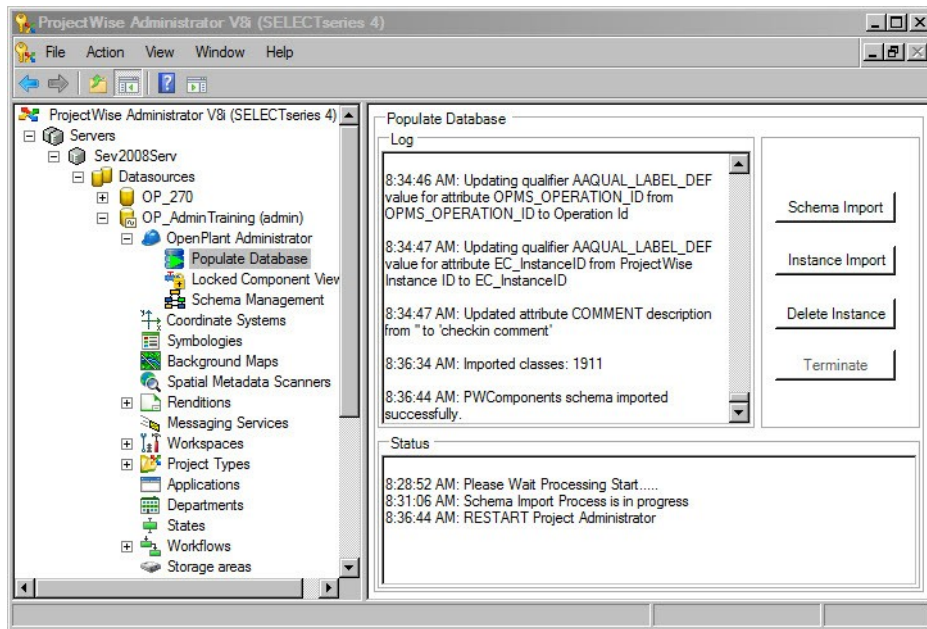 ProjectWise Administrator V8i (SELECTseries 4)
File Action View Window Help
ProjectWise Administrator V8i (SELECTseries 4)
Servers
Sev2008Serv
Datasources
OP_270
OP_AdminTraining (admin)
OpenPlant Administrator
Populate Database
Locked Component View
Schema Management
Coordinate Systems
Symbologies
Background Maps
Spatial Metadata Scanners
Renditions
Messaging Services
Workspaces
Project Types
Applications
Departments
States
Workflows
Storage areas
Populate Database
Log
8:34:46 AM: Updating qualifier AAQUAL_LABEL_DEF
value for attribute OPMS_OPERATION_ID from
OPMS_OPERATION_ID to Operation Id
8:34:47 AM: Updating qualifier AAQUAL_LABEL_DEF
value for attribute EC_InstanceID from ProjectWise
Instance ID to EC_InstanceID
8:34:47 AM: Updated attribute COMMENT description
from '' to 'checkin comment'
8:36:34 AM: Imported classes: 1911
8:36:44 AM: PWComponents schema imported
successfully.
Schema Import
Instance Import
Delete Instance
Terminate
Status
8:28:52 AM: Please Wait Processing Start.....
8:31:06 AM: Schema Import Process is in progress
8:36:44 AM: RESTART Project Administrator